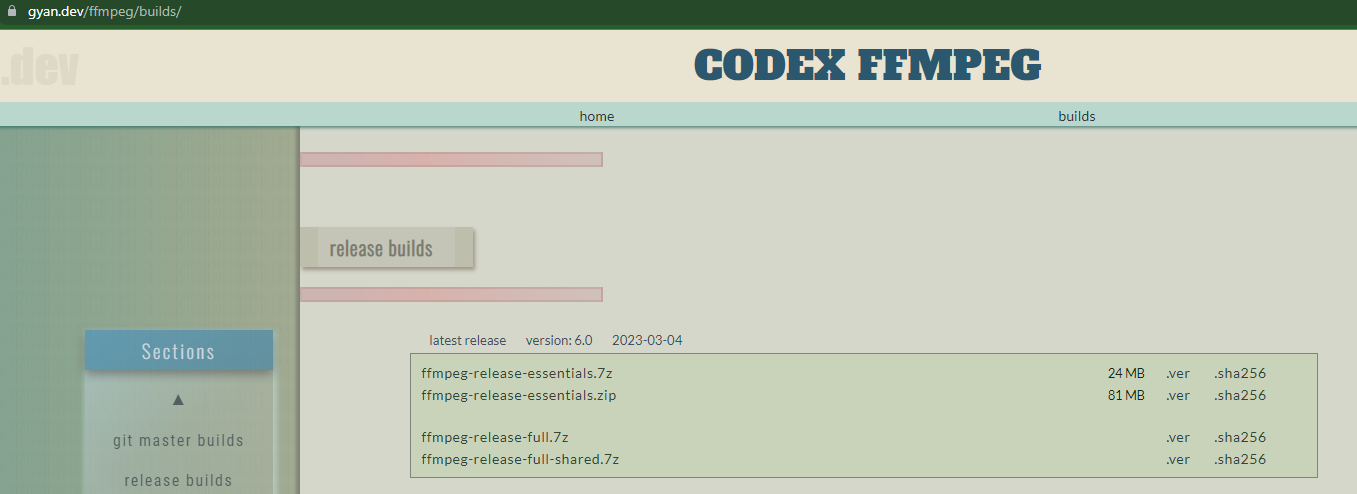 gyan.dev/ffmpeg/builds/
.dev
CODEX FFMPEG
home builds
release builds
latest release version: 6.0 2023-03-04
ffmpeg-release-essentials.7z 24 MB .ver .sha256
ffmpeg-release-essentials.zip 81 MB .ver .sha256
ffmpeg-release-full.7z .ver .sha256
ffmpeg-release-full-shared.7z .ver .sha256
Sections
▲
git master builds
release builds